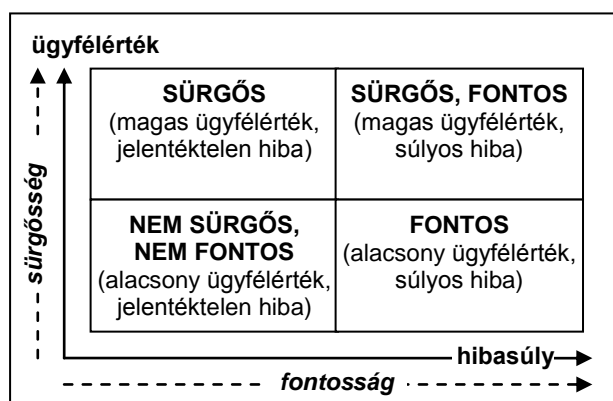 ügyfélérték
SÜRGŐS
(magas ügyfélérték,
jelentéktelen hiba)
SÜRGŐS, FONTOS
(magas ügyfélérték,
súlyos hiba)
NEM SÜRGŐS,
NEM FONTOS
(alacsony ügyfélérték,
jelentéktelen hiba)
FONTOS
(alacsony ügyfélérték,
súlyos hiba)
sürgősség
hibasúly
fontosság